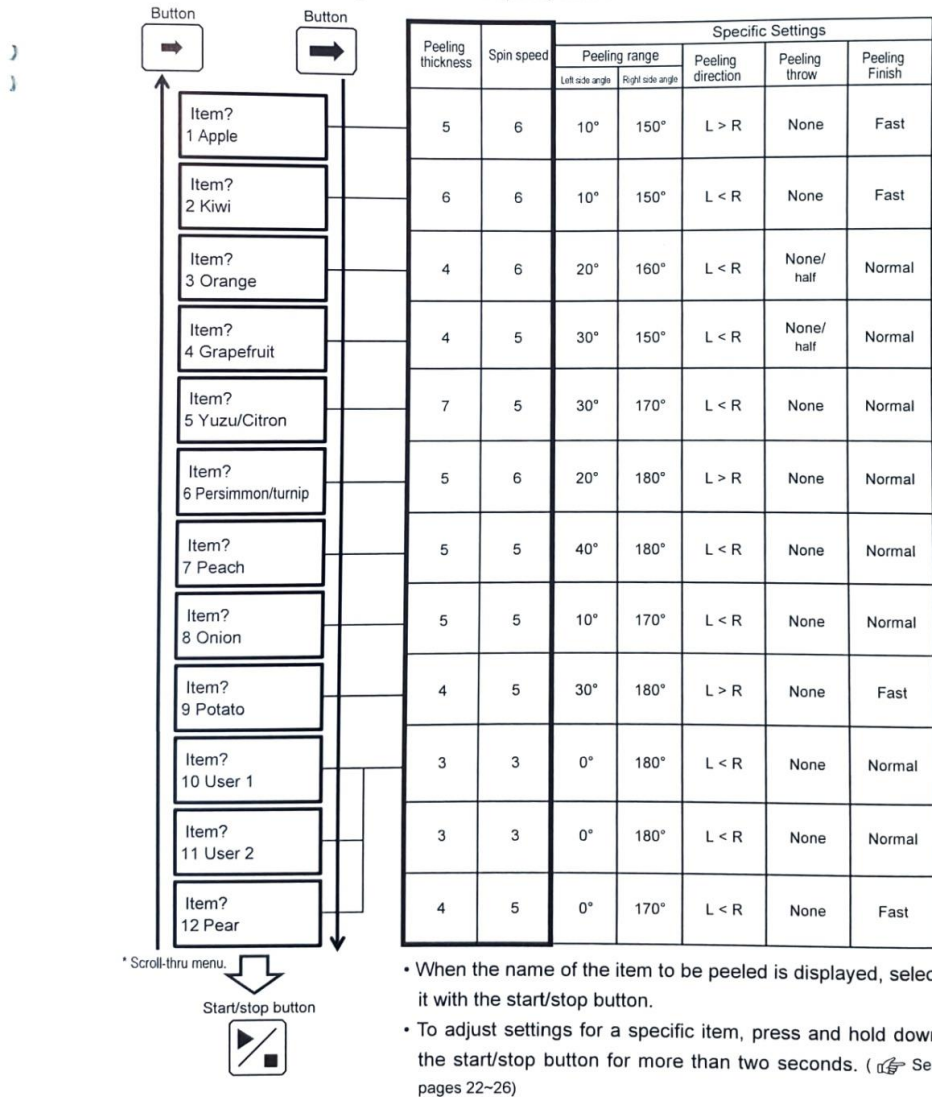 Button
Button
Specific Settings
Peeling thickness
Spin speed
Peeling range
Peeling direction
Peeling throw
Peeling Finish
Left side angle
Right side angle
Item?
1 Apple
5 6 10° 150° L > R None Fast
Item?
2 Kiwi
6 6 10° 150° L < R None Fast
Item?
3 Orange
4 6 20° 160° L < R None/ half Normal
Item?
4 Grapefruit
4 5 30° 150° L < R None/ half Normal
Item?
5 Yuzu/Citron
7 5 30° 170° L < R None Normal
Item?
6 Persimmon/turnip
5 6 20° 180° L > R None Normal
Item?
7 Peach
5 5 40° 180° L < R None Normal
Item?
8 Onion
5 5 10° 170° L < R None Normal
Item?
9 Potato
4 5 30° 180° L > R None Fast
Item?
10 User 1
3 3 0° 180° L < R None Normal
Item?
11 User 2
3 3 0° 180° L < R None Normal
Item?
12 Pear
4 5 0° 170° L < R None Fast
* Scroll-thru menu.
Start/stop button
• When the name of the item to be peeled is displayed, selec
it with the start/stop button.
• To adjust settings for a specific item, press and hold down
the start/stop button for more than two seconds. ( Se
pages 22~26)